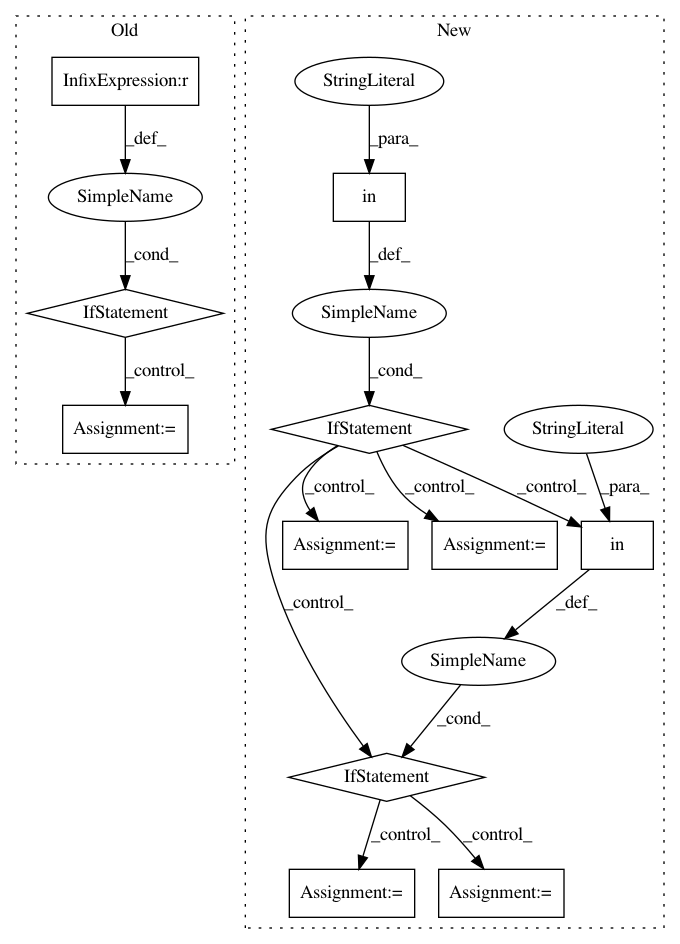 Old
New
InfixExpression:r
StringLiteral
_def_
_para_
SimpleName
in
_cond_
_def_
IfStatement
SimpleName
_control_
_cond_
Assignment:=
IfStatement
StringLiteral
_control_
_control_
_control_
_para_
Assignment:=
Assignment:=
in
_control_
_def_
SimpleName
_cond_
IfStatement
_control_
_control_
Assignment:=
Assignment:=